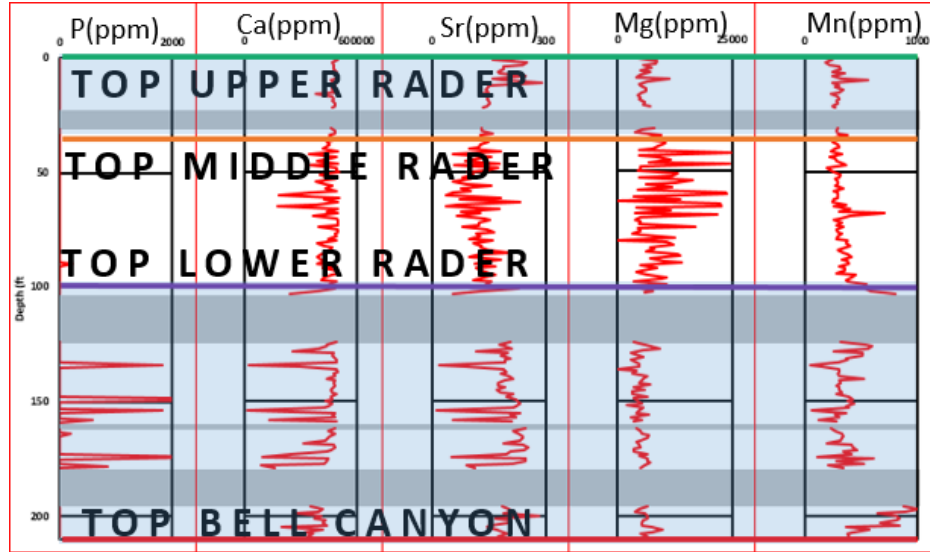 P(ppm) Ca(ppm) Sr(ppm) Mg(ppm) Mn(ppm)
0 2000 0 600000 0 300 0 25000 0 1000
0
TOP UPPER RADER
TOP MIDDLE RADER
50
TOP LOWER RADER
100
Depth (ft
150
200
TOP BELL CANYON